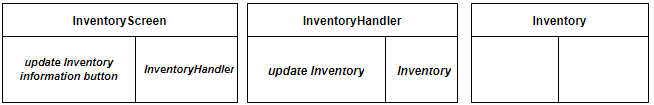 InventoryScreen
update Inventory
information button
InventoryHandler
InventoryHandler
update Inventory
Inventory
Inventory